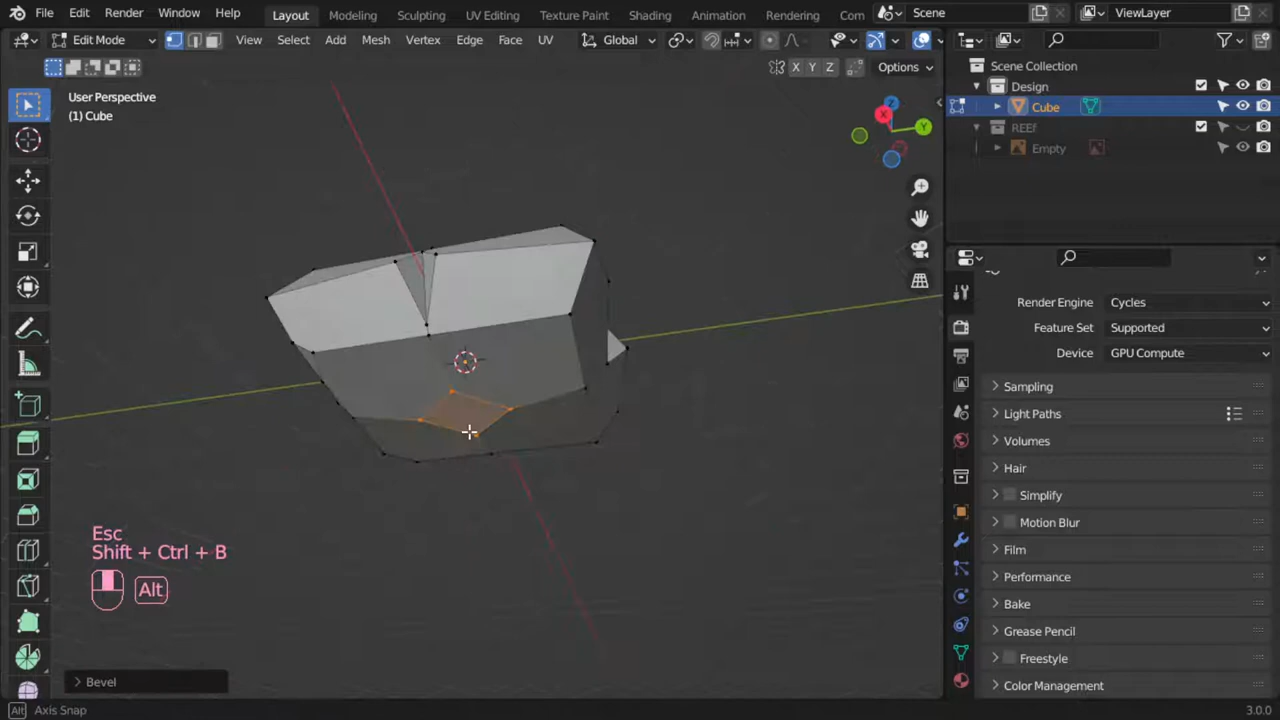 File Edit Render Window Help Layout Modeling Sculpting UV Editing Texture Paint Shading Animation Rendering Com Scene ViewLayer
Edit Mode View Select Add Mesh Vertex Edge Face UV Global
X Y Z Options
User Perspective
(1) Cube
Z
X
Y
Scene Collection
Design
Cube
REEf
Empty
Render Engine Cycles
Feature Set Supported
Device GPU Compute
Sampling
Light Paths
Volumes
Hair
Simplify
Motion Blur
Film
Performance
Bake
Grease Pencil
Freestyle
Color Management
Esc
Shift + Ctrl + B
Alt
Bevel
Alt Axis Snap
3.0.0